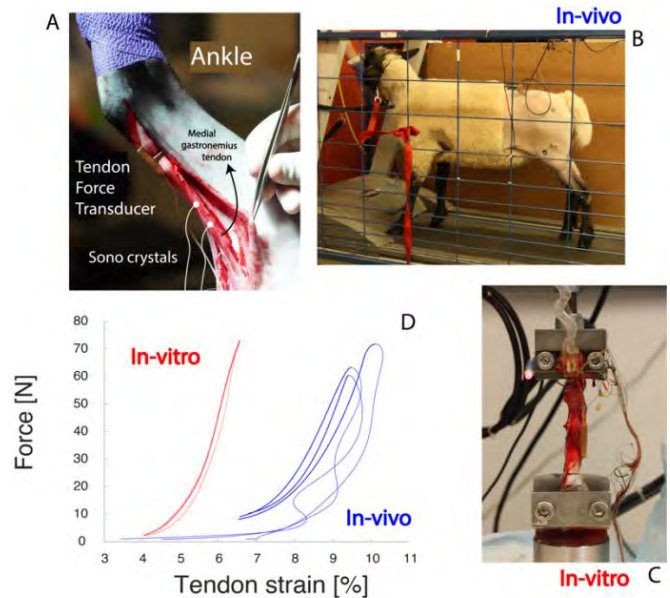 In-vivo
A
B
Ankle
Medial
gastronemius
tendon
Tendon
Force
Transducer
Sono crystals
D
80
70
60
50
40
30
20
10
0
Force [N]
In-vitro
In-vivo
3 4 5 6 7 8 9 10 11
Tendon strain [%]
C
In-vitro